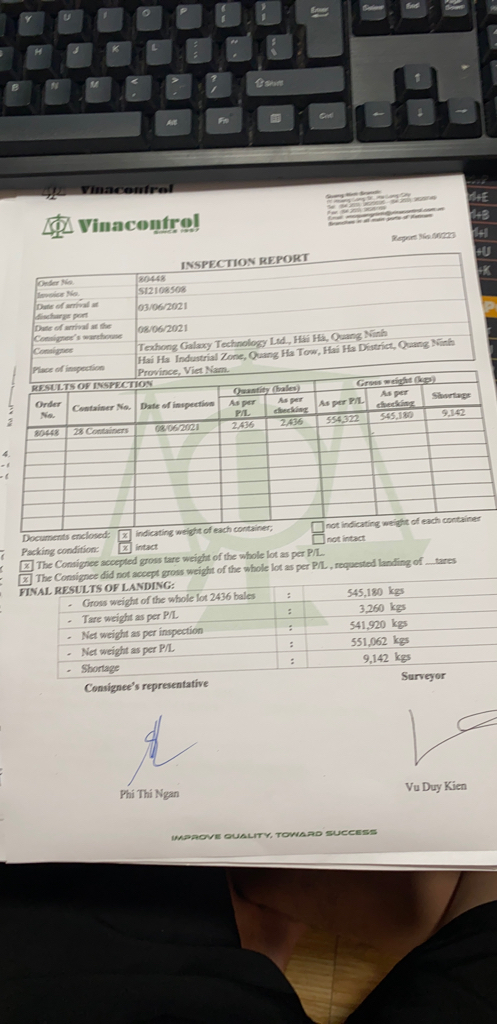 Vinacontrol
Vinacontrol
SINCE 1957
Report No.00223
INSPECTION REPORT
Order No. 80448
Invoice No. SI2108508
Date of arrival at discharge port 03/06/2021
Date of arrival at the Consignee's warehouse 08/06/2021
Consignee Texhong Galaxy Technology Ltd., Hải Hà, Quang Ninh
Place of inspection Hai Ha Industrial Zone, Quang Ha Tow, Hai Ha District, Quang Ninh Province, Viet Nam.
RESULTS OF INSPECTION
Quantity (bales) Gross weight (kgs)
Order No. Container No. Date of inspection As per P/L As per checking As per P/L As per checking Shortage
80448 28 Containers 08/06/2021 2,436 2,436 554,322 545,180 9,142
Documents enclosed: x indicating weight of each container; not indicating weight of each container
Packing condition: x intact not intact
x The Consignee accepted gross tare weight of the whole lot as per P/L.
x The Consignee did not accept gross weight of the whole lot as per P/L , requested landing of ....tares
FINAL RESULTS OF LANDING:
- Gross weight of the whole lot 2436 bales : 545,180 kgs
- Tare weight as per P/L : 3,260 kgs
- Net weight as per inspection : 541,920 kgs
- Net weight as per P/L : 551,062 kgs
- Shortage : 9,142 kgs
Consignee's representative Surveyor
Phi Thi Ngan Vu Duy Kien
IMPROVE QUALITY, TOWARD SUCCESS